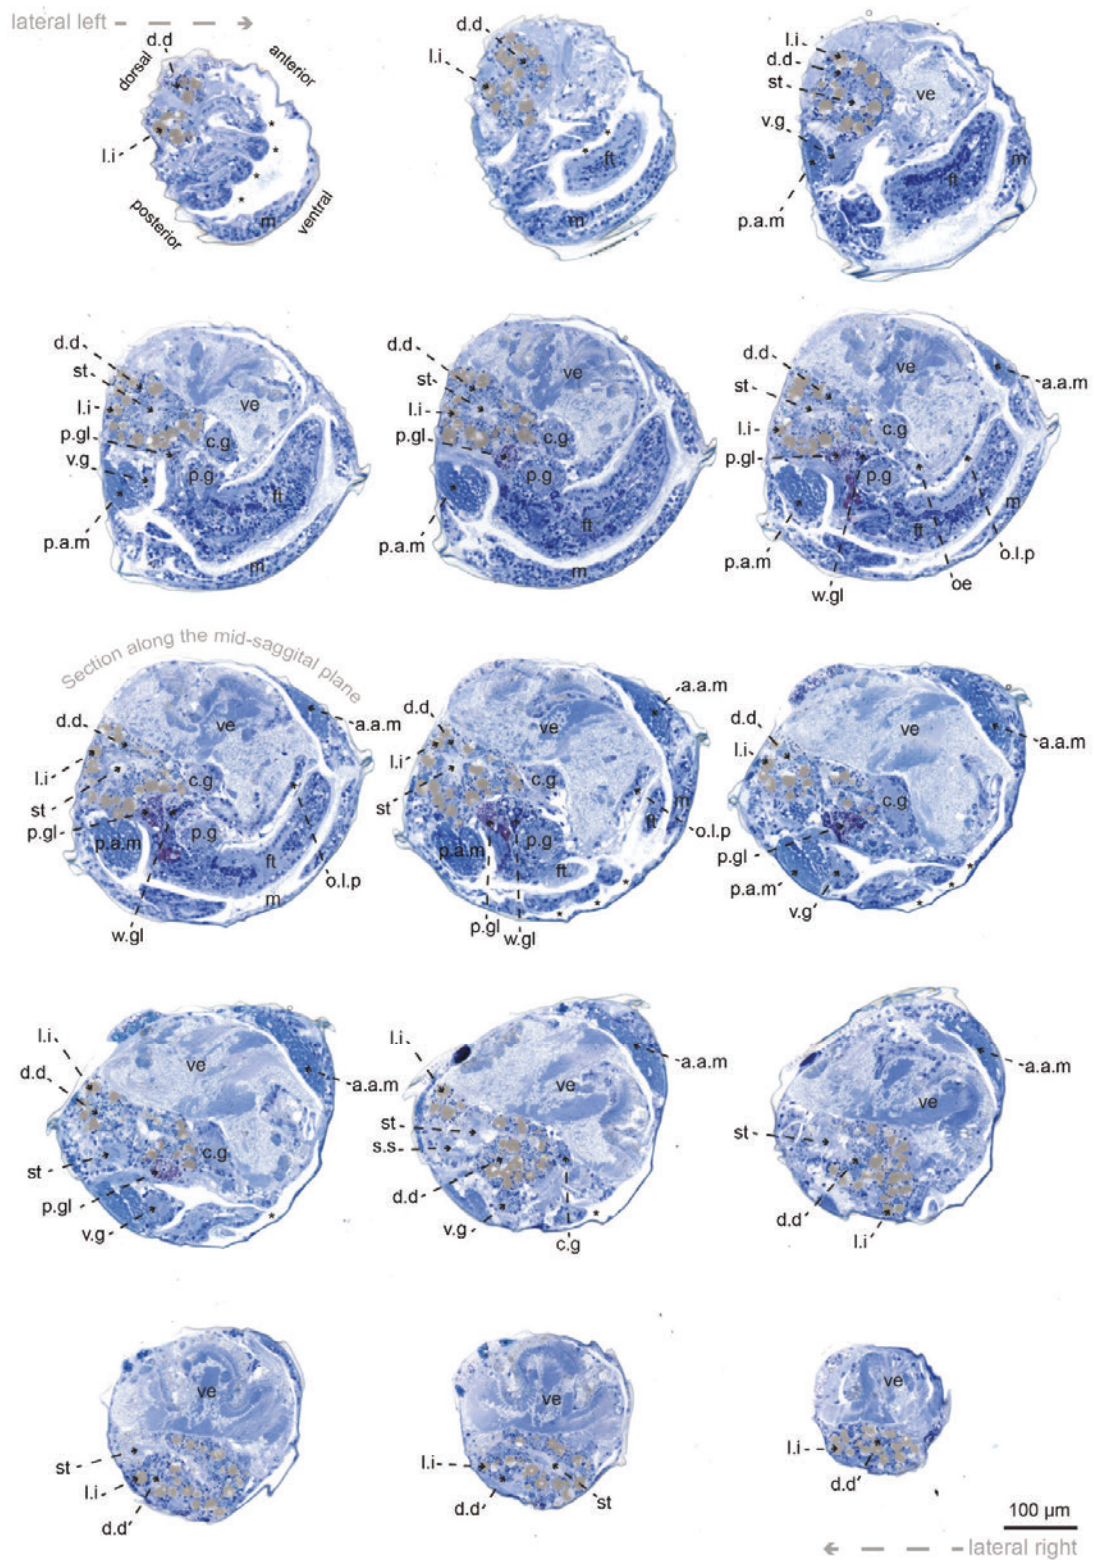 lateral left
d.d
dorsal
anterior
l.i
posterior
m
ventral
*
*
*
*
d.d
l.i
*
*
ft
m
l.i
d.d
st
ve
v.g
m
ft
p.a.m
d.d
st
ve
l.i
p.gl
c.g
v.g
p.g
ft
p.a.m
m
d.d
st
ve
l.i
p.gl
c.g
p.g
ft
p.a.m
m
d.d
ve
a.a.m
st
l.i
c.g
p.gl
p.g
m
ft
p.a.m
o.l.p
w.gl
oe
Section along the mid-saggital plane
d.d
ve
a.a.m
l.i
st
c.g
p.gl
p.g
p.a.m
ft
o.l.p
m
w.gl
a.a.m
d.d
ve
l.i
c.g
st
m
ft
o.l.p
p.g
p.a.m
ft
*
*
*
p.gl
w.gl
d.d
ve
a.a.m
l.i
c.g
p.gl
p.a.m
v.g
*
*
*
l.i
ve
d.d
a.a.m
c.g
st
p.gl
v.g
*
l.i
a.a.m
ve
st
s.s
d.d
v.g
*
c.g
a.a.m
ve
st
d.d
l.i
ve
st
l.i
d.d
ve
l.i
d.d
st
ve
l.i
d.d
100 µm
lateral right